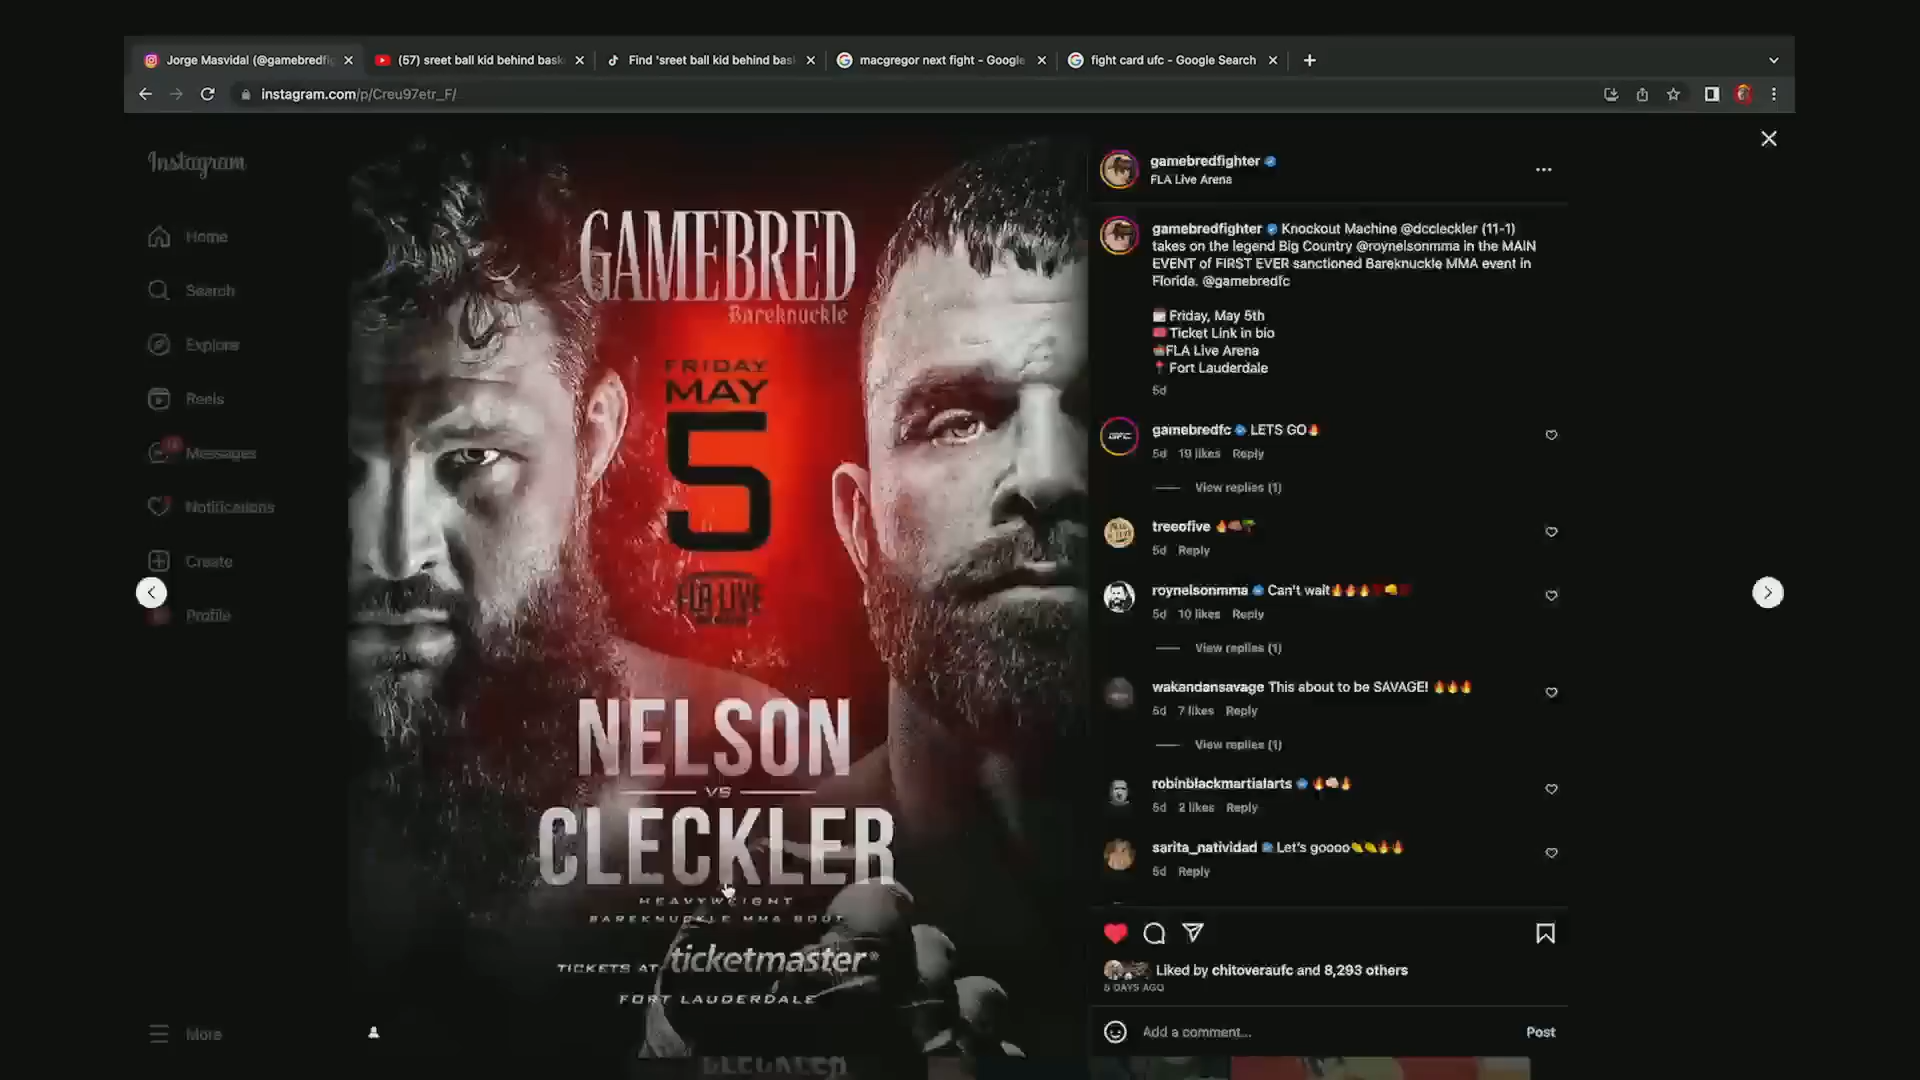 Jorge Masvidal (@gamebredfig
(57) sreet ball kid behind bask
Find 'sreet ball kid behind bas
macgregor next fight - Google
fight card ufc - Google Search
instagram.com/p/Creu97etr_F/
Instagram
Home
Search
Explore
Reels
Messages
Notifications
Create
Profile
More
GAMEBRED
Bareknuckle
FRIDAY
MAY
5
FLA LIVE
NELSON
VS
CLECKLER
HEAVYWEIGHT
BAREKNUCKLE MMA BOUT
TICKETS AT ticketmaster®
FORT LAUDERDALE
gamebredfighter
FLA Live Arena
gamebredfighter Knockout Machine @dccleckler (11-1)
takes on the legend Big Country @roynelsonmma in the MAIN
EVENT of FIRST EVER sanctioned Bareknuckle MMA event in
Florida. @gamebredfc
Friday, May 5th
Ticket Link in bio
FLA Live Arena
Fort Lauderdale
5d
gamebredfc LETS GO
5d 19 likes Reply
View replies (1)
treeofive
5d Reply
roynelsonmma Can't wait
5d 10 likes Reply
View replies (1)
wakandansavage This about to be SAVAGE!
5d 7 likes Reply
View replies (1)
robinblackmartialarts
5d 2 likes Reply
sarita_natividad Let's goooo
5d Reply
Liked by chitoveraufc and 8,293 others
5 DAYS AGO
Add a comment...
Post
CLECKLER